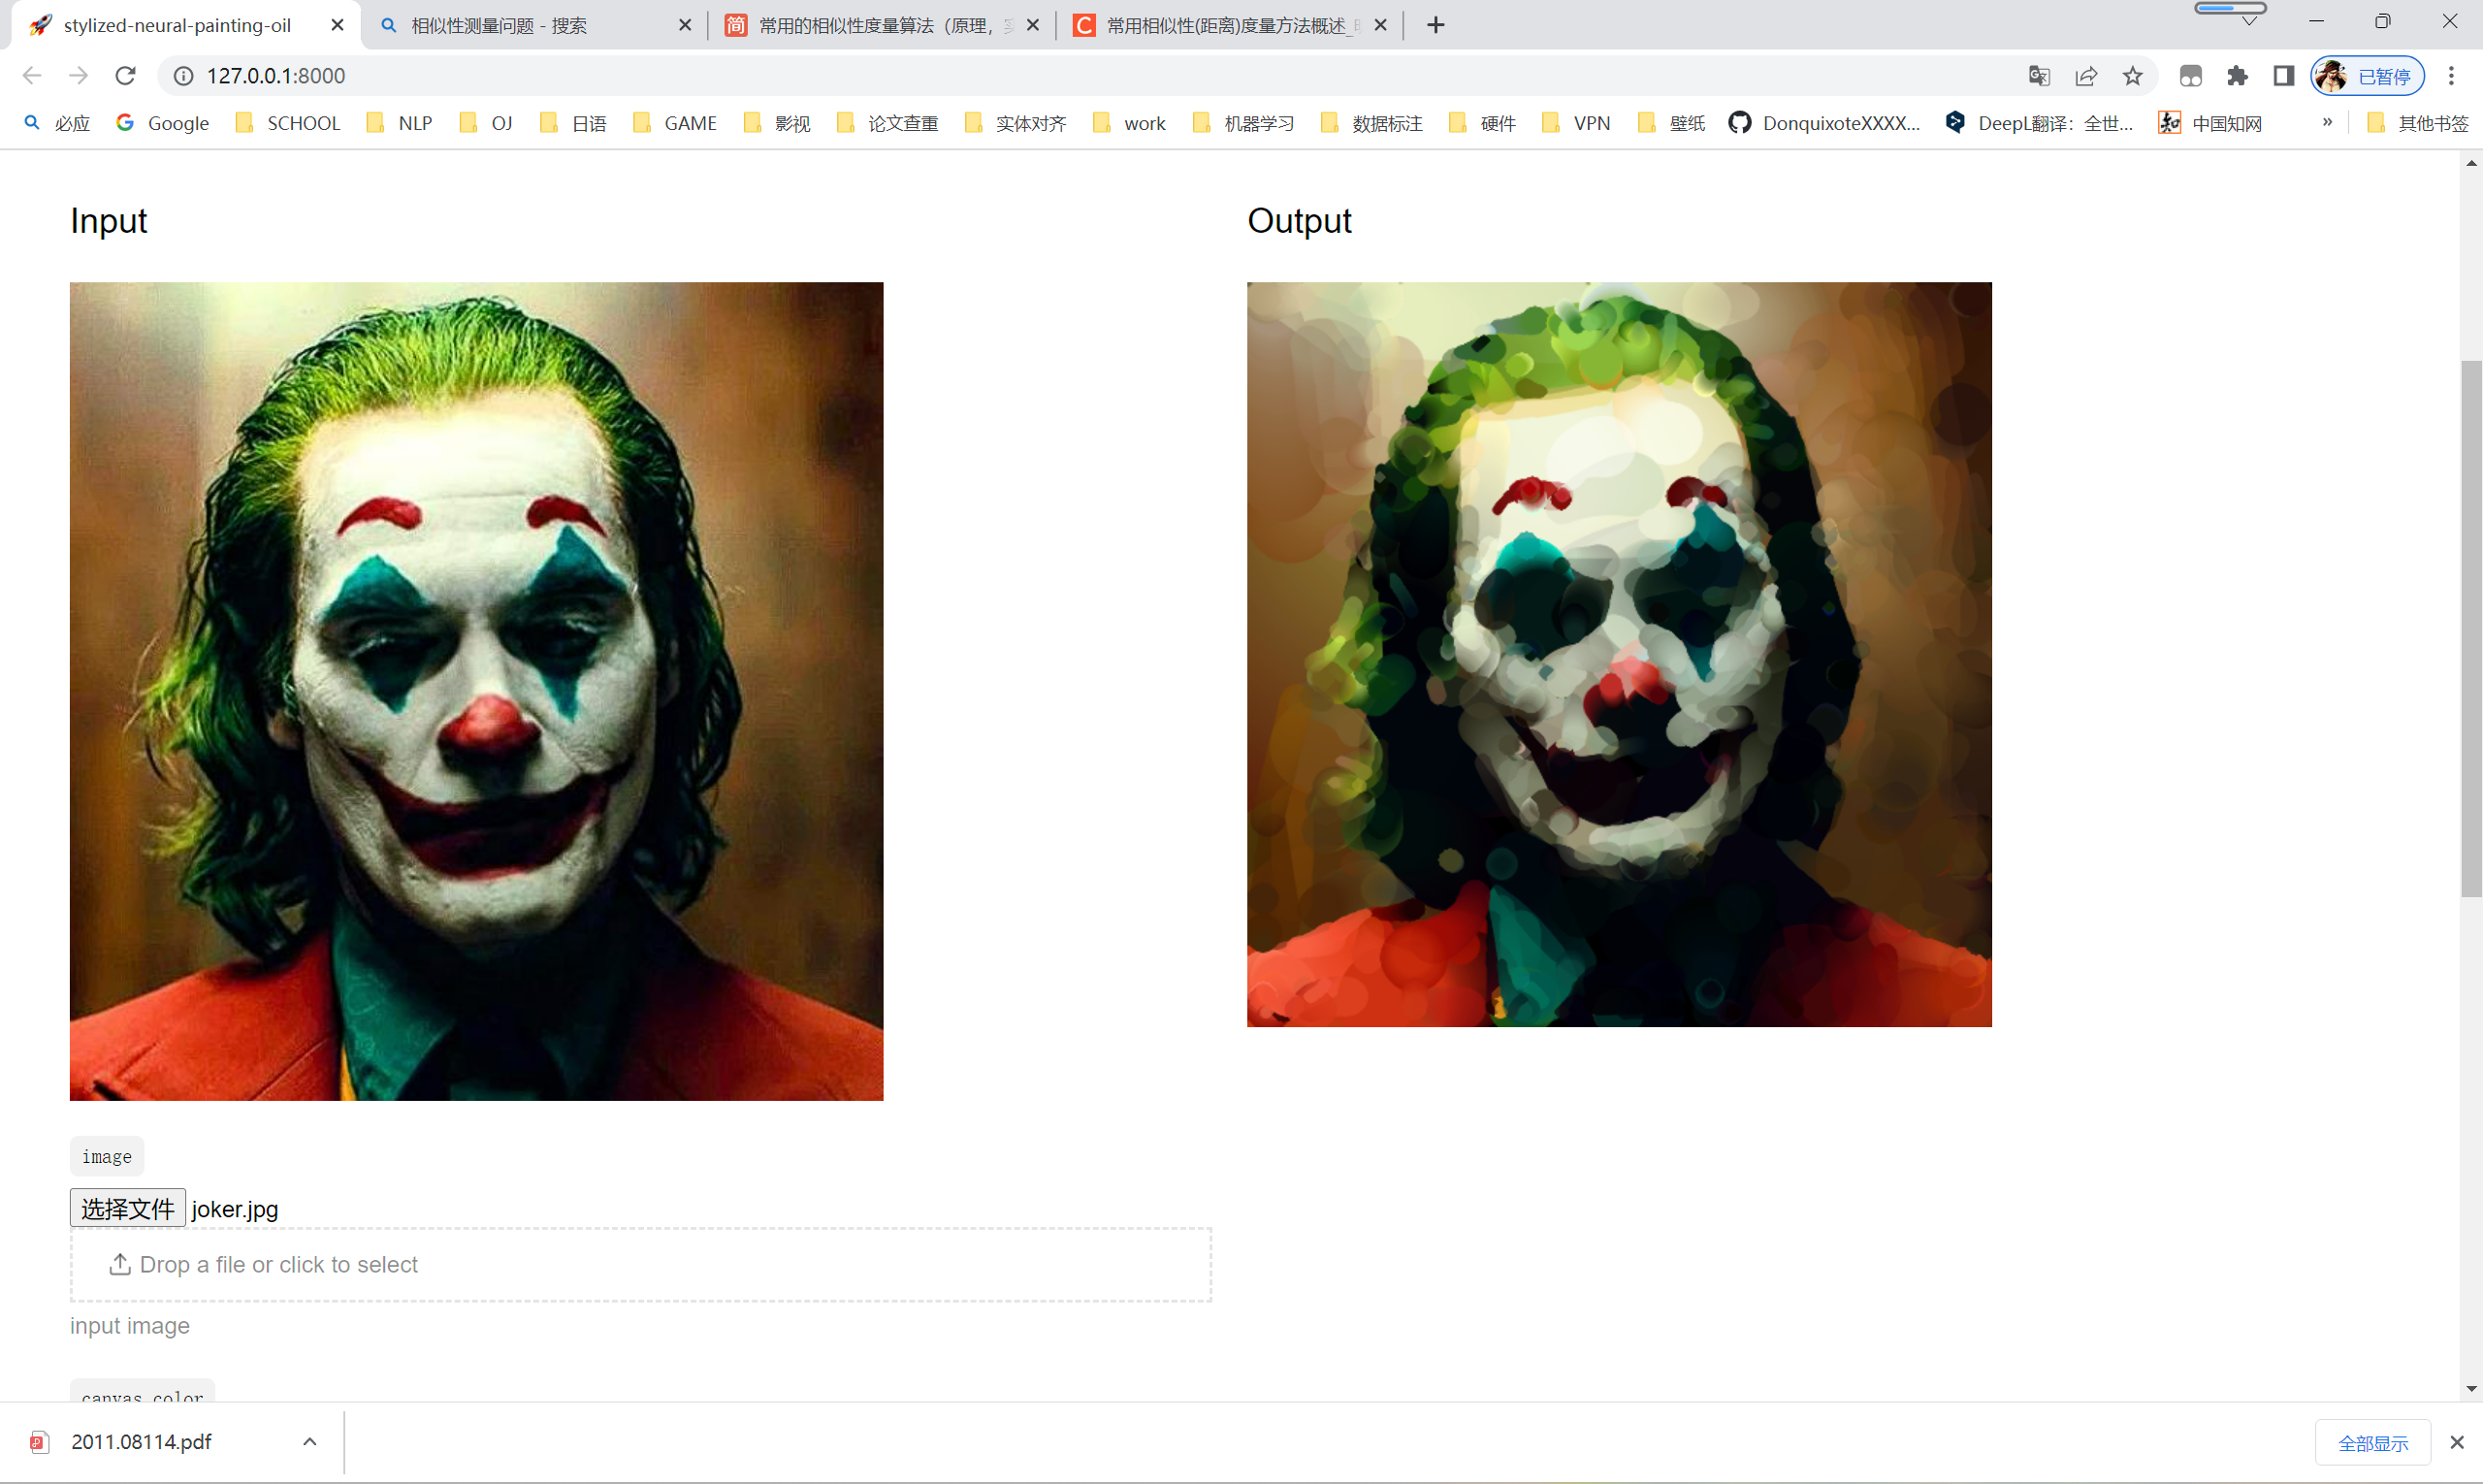 stylized-neural-painting-oil
相似性测量问题 - 搜索
常用的相似性度量算法（原理，
常用相似性(距离)度量方法概述_
127.0.0.1:8000
已暂停
必应
Google
SCHOOL
NLP
OJ
日语
GAME
影视
论文查重
实体对齐
work
机器学习
数据标注
硬件
VPN
壁纸
DonquixoteXXXX...
DeepL翻译：全世...
中国知网
»
其他书签
Input
Output
image
选择文件 joker.jpg
Drop a file or click to select
input image
canvas color
2011.08114.pdf
全部显示